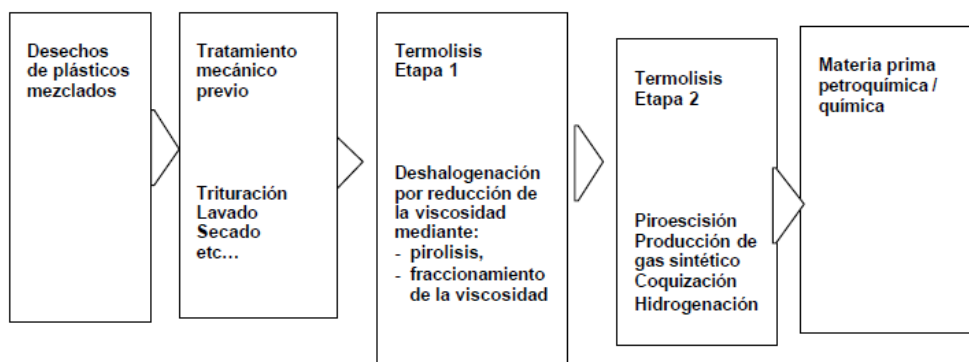 Desechos
de plásticos
mezclados
Tratamiento
mecánico
previo
Trituración
Lavado
Secado
etc...
Termolisis
Etapa 1
Deshalogenación
por reducción de
la viscosidad
mediante:
- pirolisis,
- fraccionamiento
de la viscosidad
Termolisis
Etapa 2
Piroescisión
Producción de
gas sintético
Coquización
Hidrogenación
Materia prima
petroquímica /
química